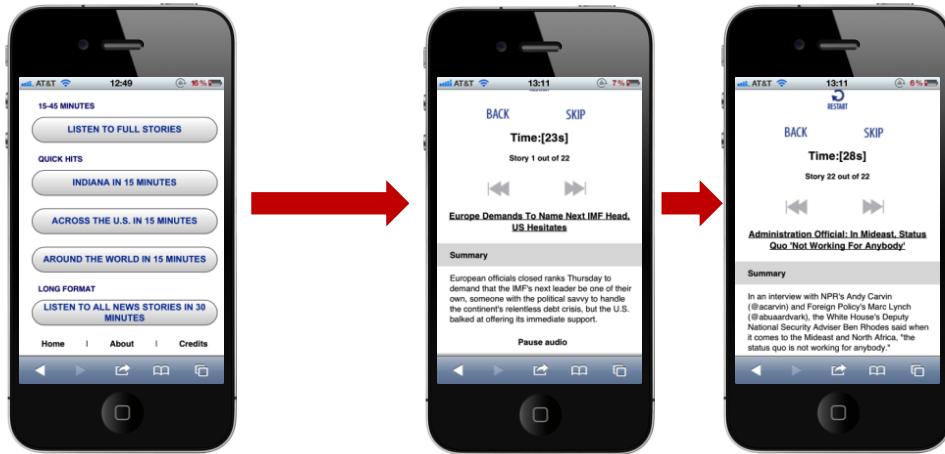 AT&T 12:49 16%
15-45 MINUTES
LISTEN TO FULL STORIES
QUICK HITS
INDIANA IN 15 MINUTES
ACROSS THE U.S. IN 15 MINUTES
AROUND THE WORLD IN 15 MINUTES
LONG FORMAT
LISTEN TO ALL NEWS STORIES IN 30
MINUTES
Home | About | Credits
AT&T 13:11 7%
BACK SKIP
Time:[23s]
Story 1 out of 22
Europe Demands To Name Next IMF Head,
US Hesitates
Summary
European officials closed ranks Thursday to
demand that the IMF's next leader be one of their
own, someone with the political savvy to handle
the continent's relentless debt crisis, but the U.S.
balked at offering its immediate support.
Pause audio
AT&T 13:11 6%
RESTART
BACK SKIP
Time:[28s]
Story 22 out of 22
Administration Official: In Mideast, Status
Quo 'Not Working For Anybody'
Summary
In an interview with NPR's Andy Carvin
(@acarvin) and Foreign Policy's Marc Lynch
(@abuaardvark), the White House's Deputy
National Security Adviser Ben Rhodes said when
it comes to the Mideast and North Africa, "the
status quo is not working for anybody."